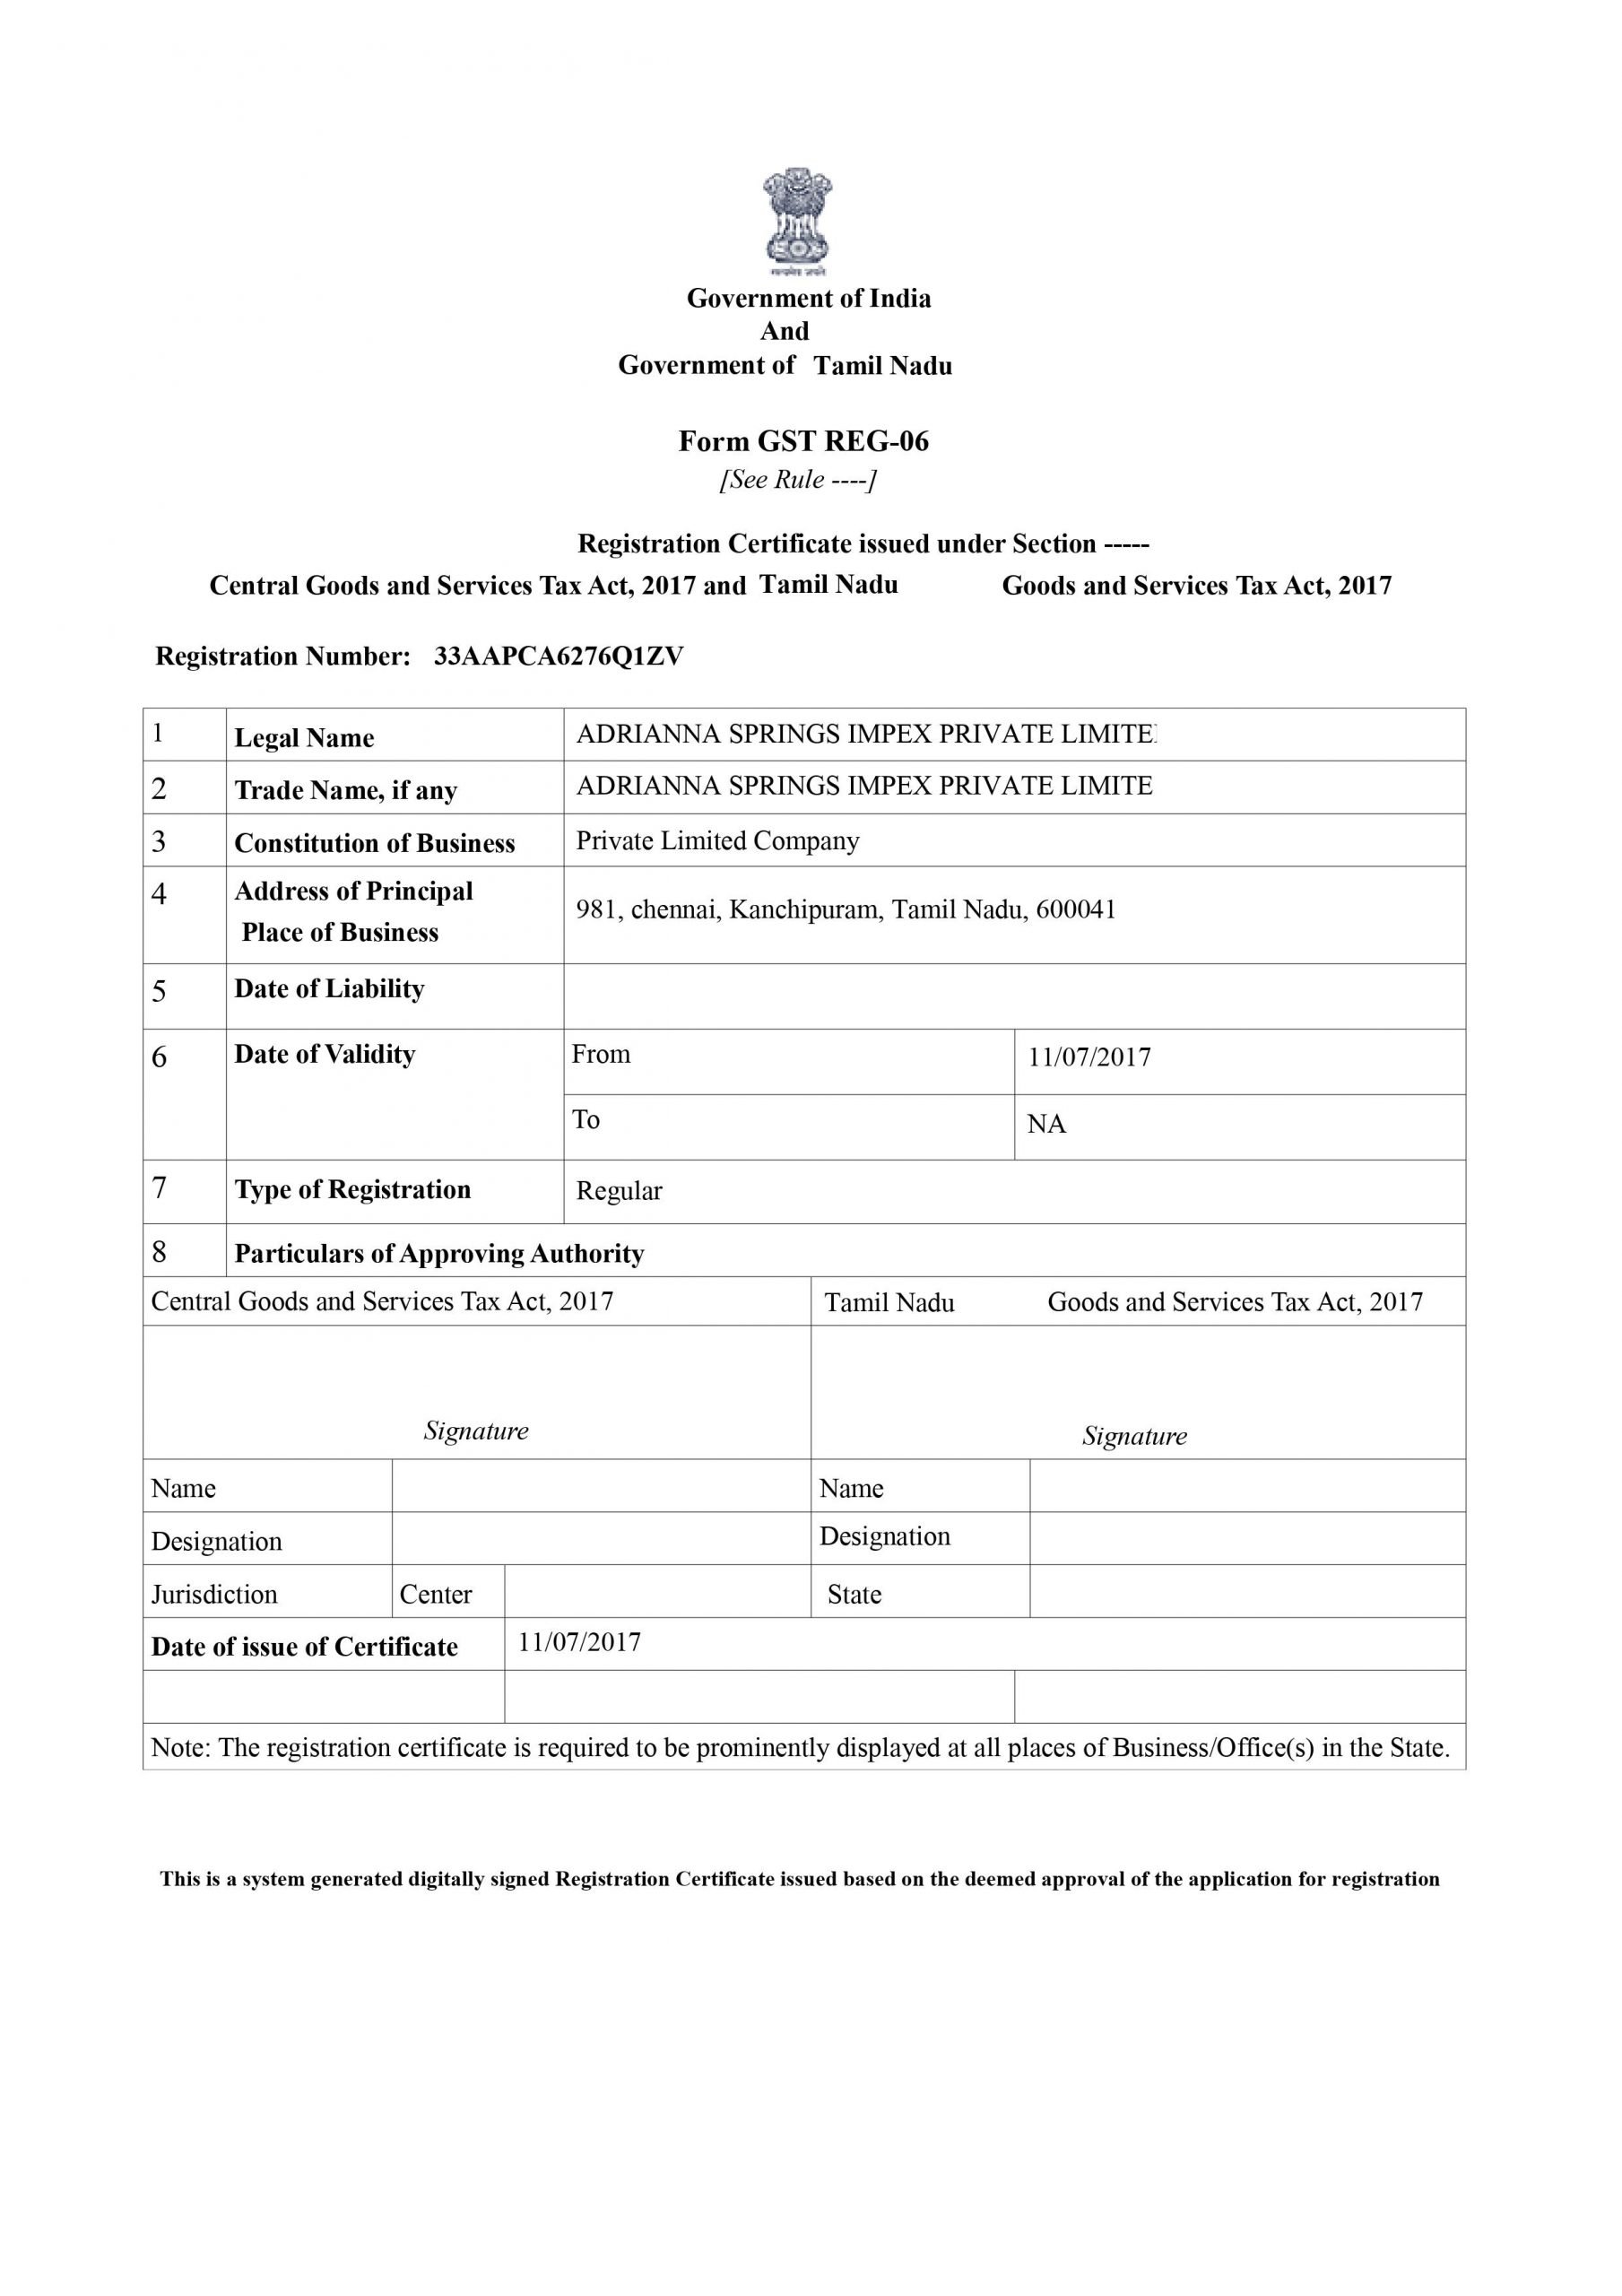 सत्यमेव जयते
Government of India
And
Government of Tamil Nadu
Form GST REG-06
[See Rule ----]
Registration Certificate issued under Section -----
Central Goods and Services Tax Act, 2017 and Tamil Nadu Goods and Services Tax Act, 2017
Registration Number: 33AAPCA6276Q1ZV
1 Legal Name ADRIANNA SPRINGS IMPEX PRIVATE LIMITE
2 Trade Name, if any ADRIANNA SPRINGS IMPEX PRIVATE LIMITE
3 Constitution of Business Private Limited Company
4 Address of Principal
Place of Business
981, chennai, Kanchipuram, Tamil Nadu, 600041
5 Date of Liability
6 Date of Validity From 11/07/2017
To NA
7 Type of Registration Regular
8 Particulars of Approving Authority
Central Goods and Services Tax Act, 2017 Tamil Nadu Goods and Services Tax Act, 2017
Signature Signature
Name Name
Designation Designation
Jurisdiction Center State
Date of issue of Certificate 11/07/2017
Note: The registration certificate is required to be prominently displayed at all places of Business/Office(s) in the State.
This is a system generated digitally signed Registration Certificate issued based on the deemed approval of the application for registration